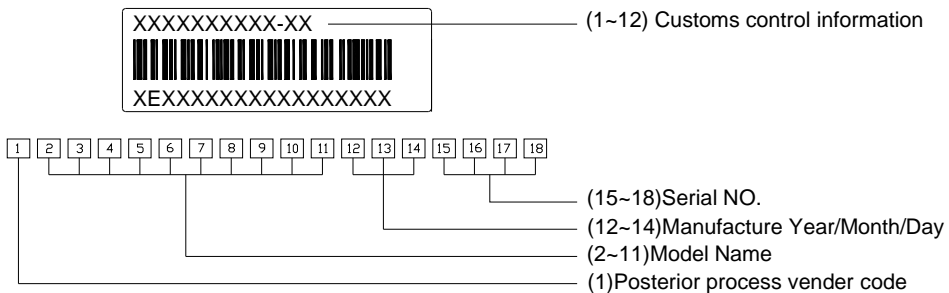 XXXXXXXXXX-XX
(1~12) Customs control information
XEXXXXXXXXXXXXXXXX
1 2 3 4 5 6 7 8 9 10 11 12 13 14 15 16 17 18
(15~18)Serial NO.
(12~14)Manufacture Year/Month/Day
(2~11)Model Name
(1)Posterior process vender code